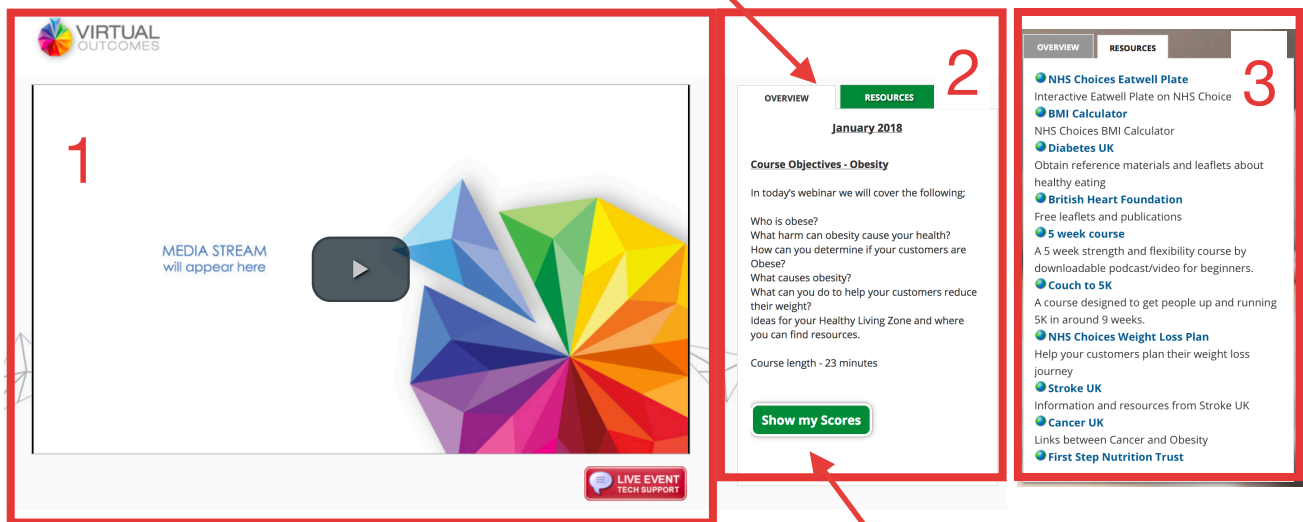 VIRTUAL
OUTCOMES
1
MEDIA STREAM
will appear here
LIVE EVENT
TECH SUPPORT
2
OVERVIEW
RESOURCES
January 2018
Course Objectives - Obesity
In today's webinar we will cover the following;
Who is obese?
What harm can obesity cause your health?
How can you determine if your customers are
Obese?
What causes obesity?
What can you do to help your customers reduce
their weight?
Ideas for your Healthy Living Zone and where
you can find resources.
Course length - 23 minutes
Show my Scores
3
OVERVIEW
RESOURCES
NHS Choices Eatwell Plate
Interactive Eatwell Plate on NHS Choice
BMI Calculator
NHS Choices BMI Calculator
Diabetes UK
Obtain reference materials and leaflets about
healthy eating
British Heart Foundation
Free leaflets and publications
5 week course
A 5 week strength and flexibility course by
downloadable podcast/video for beginners.
Couch to 5K
A course designed to get people up and running
5K in around 9 weeks.
NHS Choices Weight Loss Plan
Help your customers plan their weight loss
journey
Stroke UK
Information and resources from Stroke UK
Cancer UK
Links between Cancer and Obesity
First Step Nutrition Trust